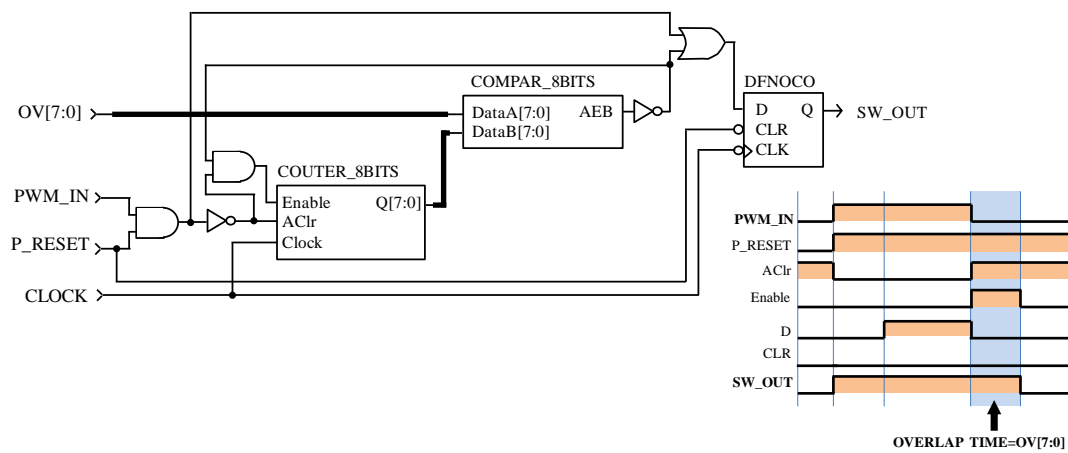 COMPAR_8BITS
DFNOCO
OV[7:0]
DataA[7:0]
AEB
DataB[7:0]
D
Q
SW_OUT
CLR
CLK
COUTER_8BITS
PWM_IN
Enable
Q[7:0]
AClr
P_RESET
Clock
CLOCK
PWM_IN
P_RESET
AClr
Enable
D
CLR
SW_OUT
OVERLAP TIME=OV[7:0]